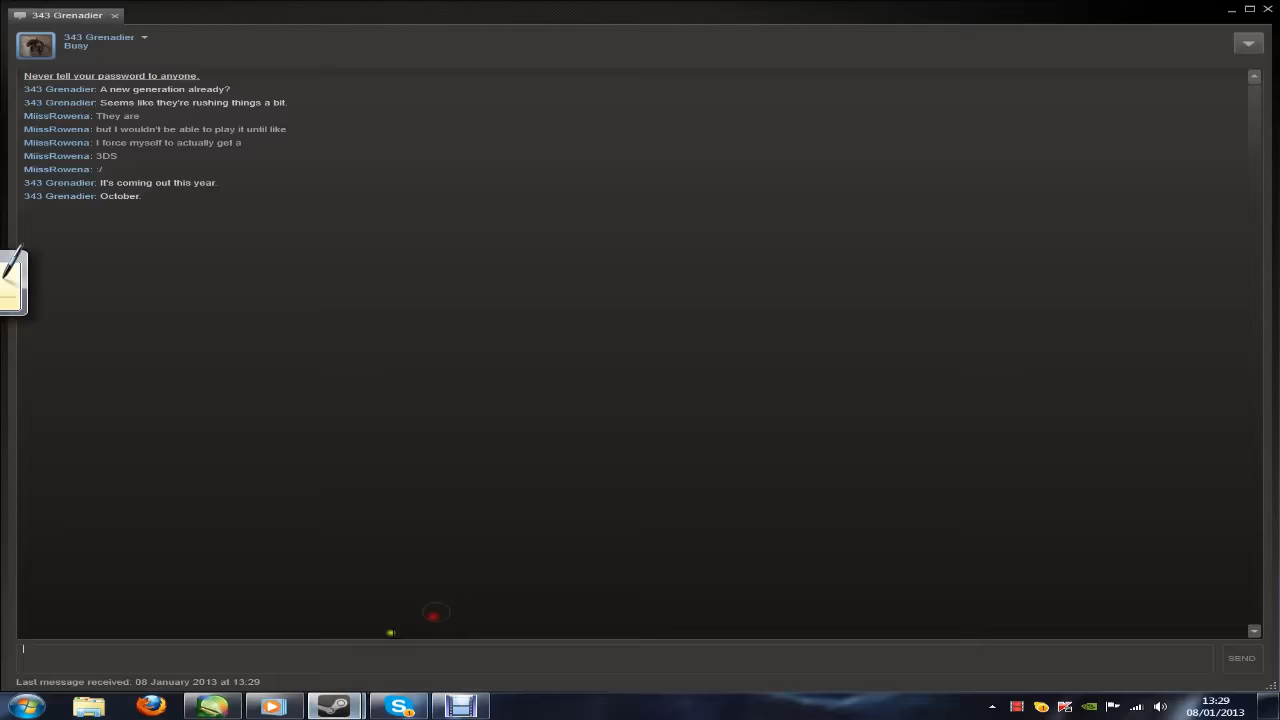 343 Grenadier
343 Grenadier
Busy
Never tell your password to anyone.
343 Grenadier: A new generation already?
343 Grenadier: Seems like they're rushing things a bit.
MiissRowena: They are
MiissRowena: but I wouldn't be able to play it until like
MiissRowena: I force myself to actually get a
MiissRowena: 3DS
MiissRowena: :/
343 Grenadier: It's coming out this year.
343 Grenadier: October.
SEND
Last message received: 08 January 2013 at 13.29
13:29
08/01/2013